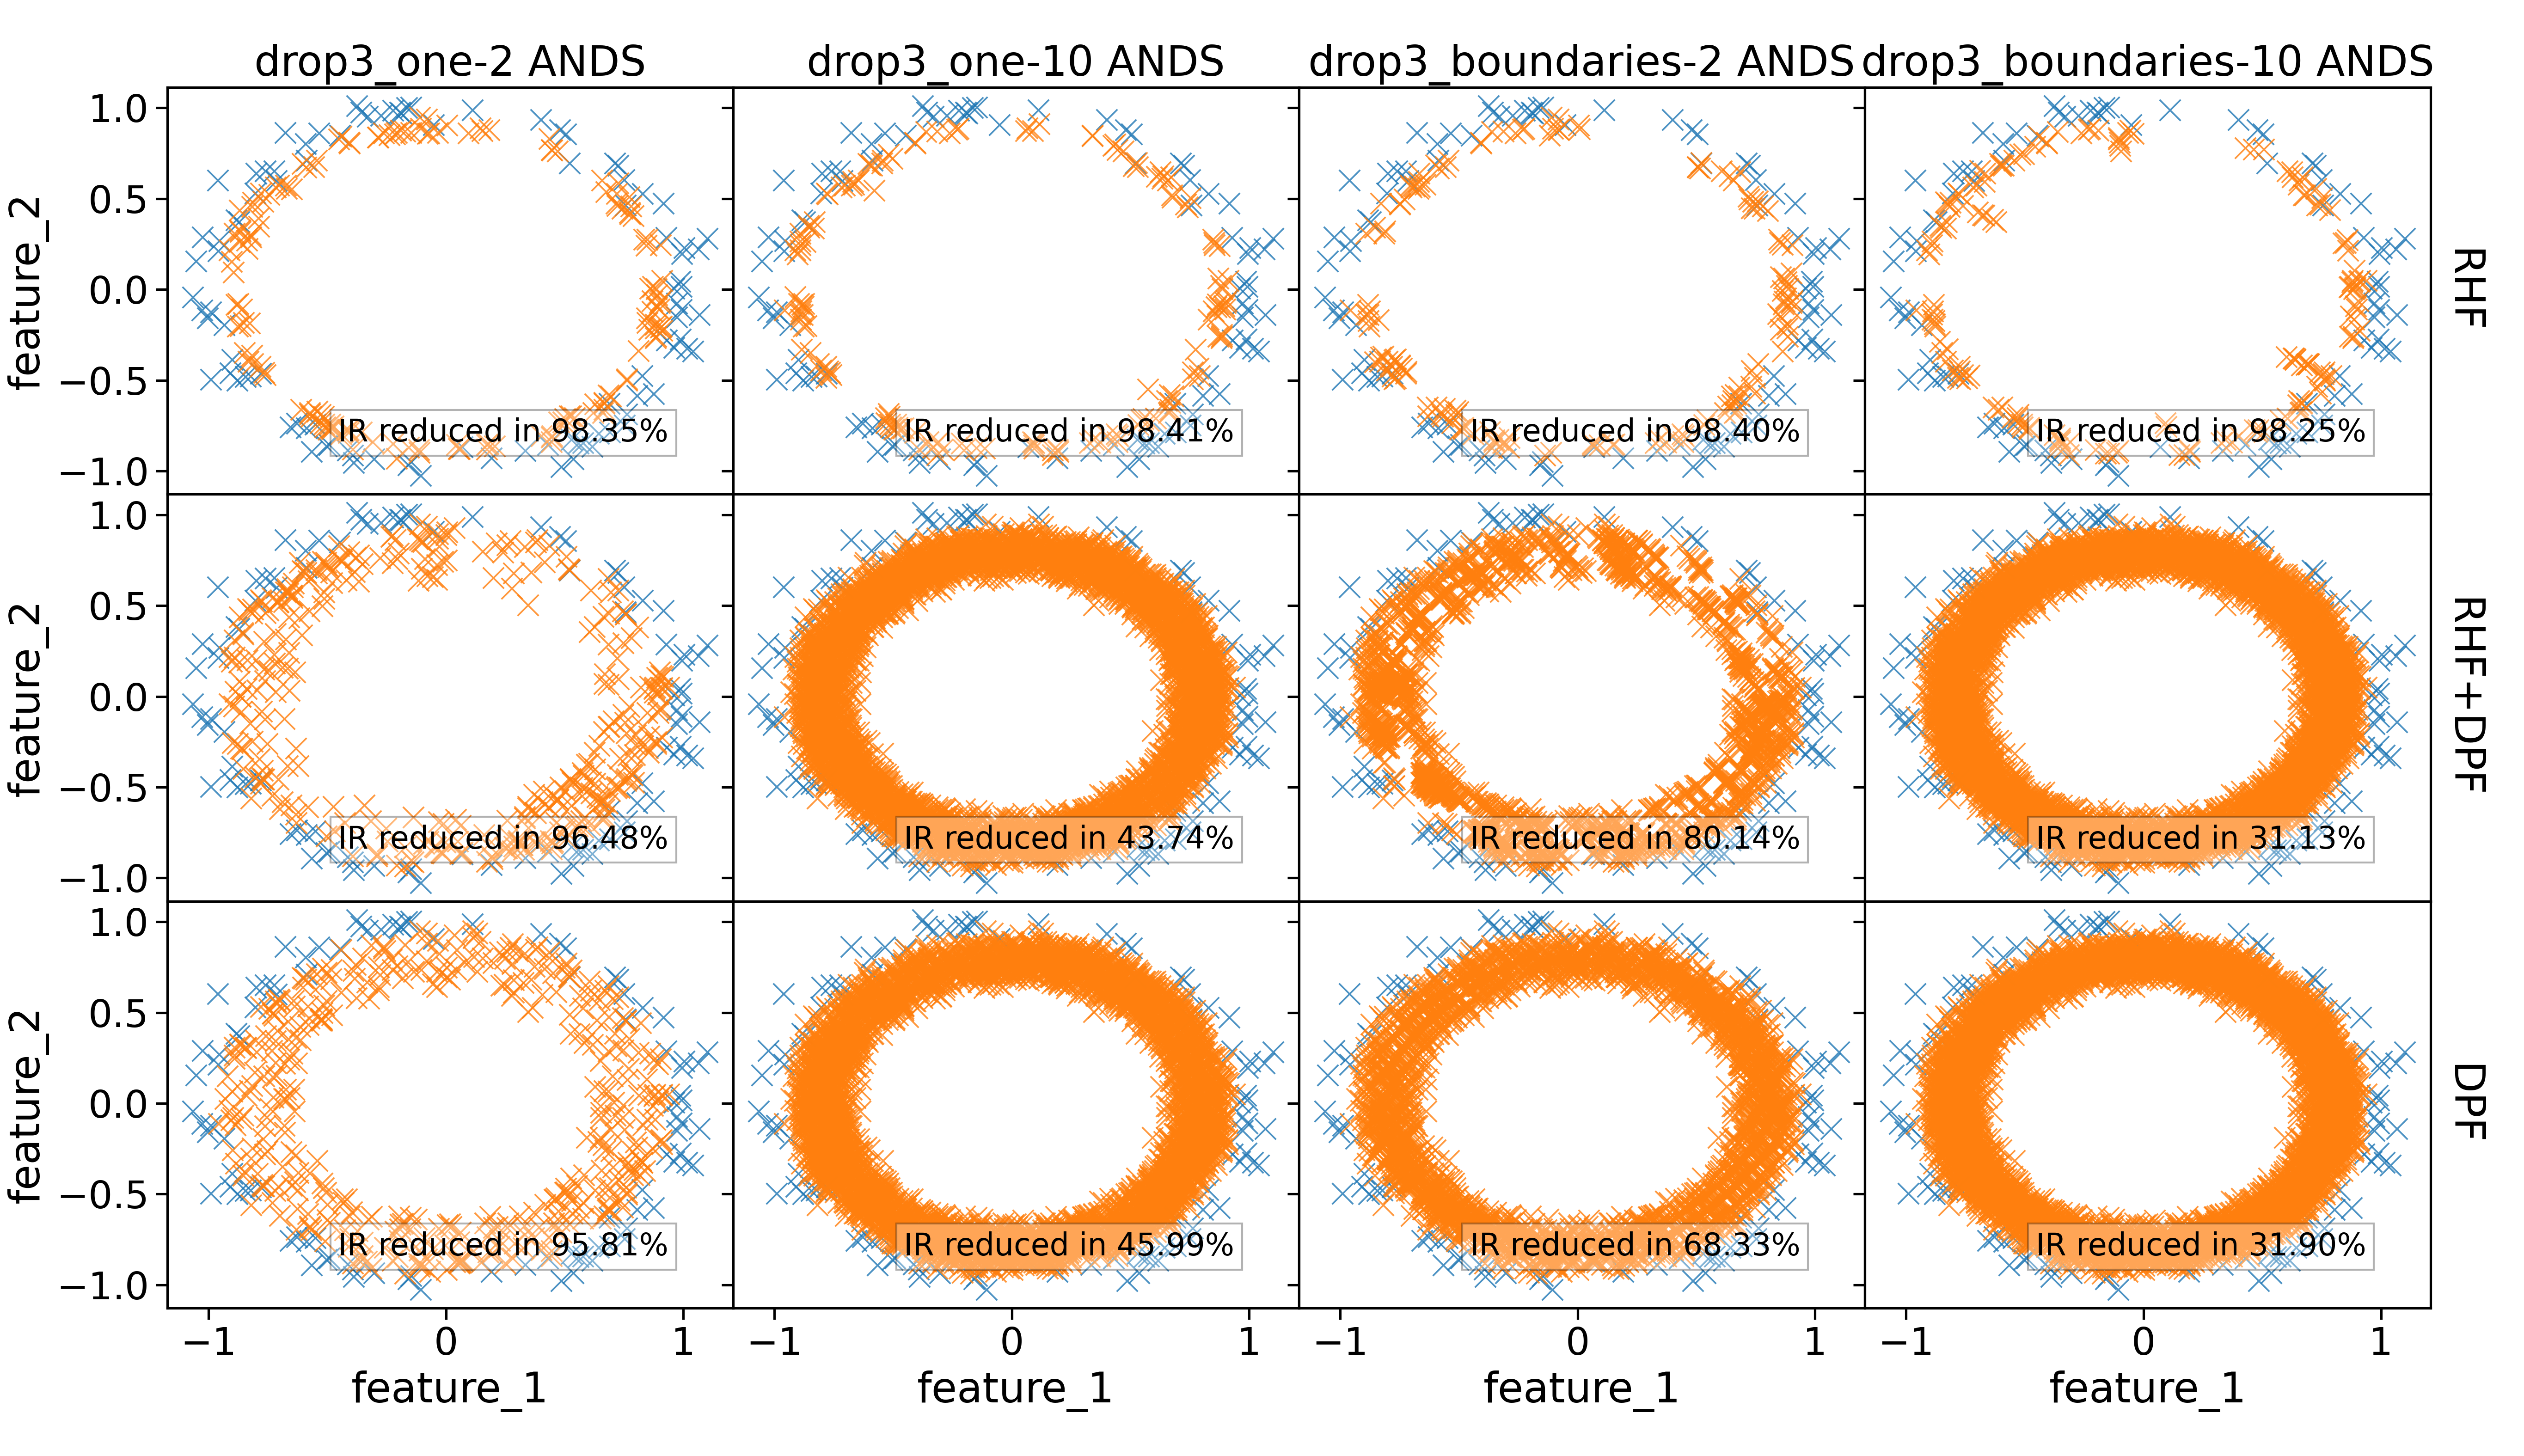 drop3_one-2 ANDS drop3_one-10 ANDS drop3_boundaries-2 ANDS drop3_boundaries-10 ANDS
1.0
0.5
0.0
−0.5
−1.0
feature_2
IR reduced in 98.35%
IR reduced in 98.41%
IR reduced in 98.40%
IR reduced in 98.25%
RHF
1.0
0.5
0.0
−0.5
−1.0
feature_2
IR reduced in 96.48%
IR reduced in 43.74%
IR reduced in 80.14%
IR reduced in 31.13%
RHF+DPF
1.0
0.5
0.0
−0.5
−1.0
feature_2
IR reduced in 95.81%
IR reduced in 45.99%
IR reduced in 68.33%
IR reduced in 31.90%
DPF
−1 0 1 −1 0 1 −1 0 1 −1 0 1
feature_1 feature_1 feature_1 feature_1